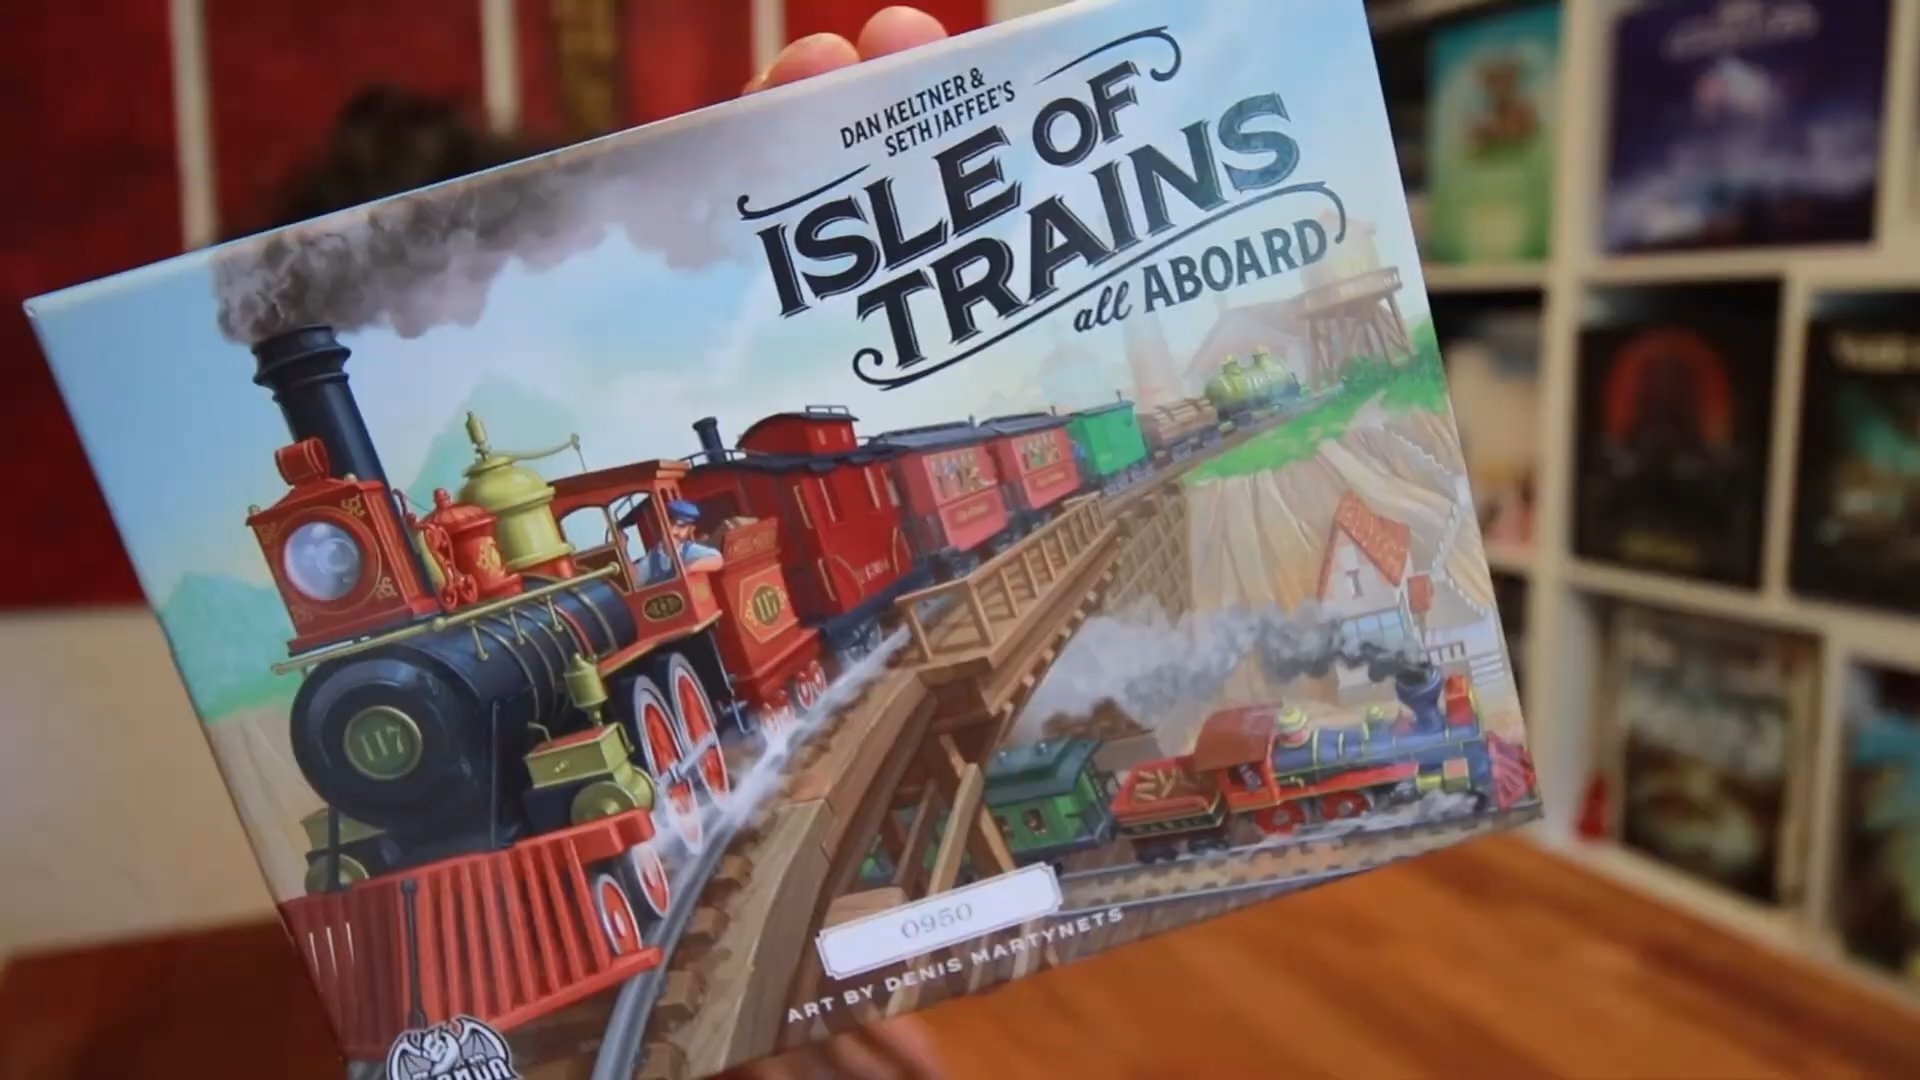 DAN KELTNER &
SETH JAFFEE'S
ISLE OF
TRAINS
all ABOARD
117
117
0950
ART BY DENIS MARTYNETS